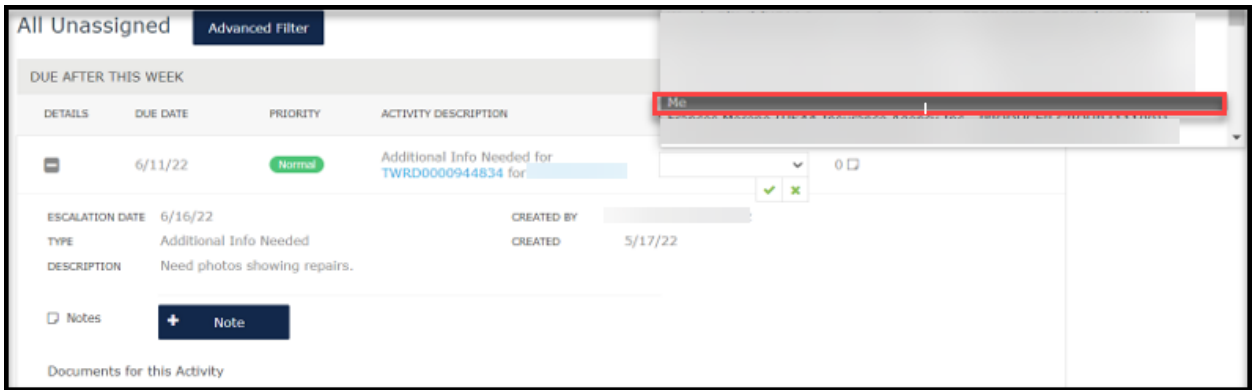 All Unassigned
Advanced Filter
DUE AFTER THIS WEEK
Me
DETAILS DUE DATE PRIORITY ACTIVITY DESCRIPTION
6/11/22 Normal Additional Info Needed for
TWRD0000944834 for
0
ESCALATION DATE 6/16/22 CREATED BY
TYPE Additional Info Needed CREATED 5/17/22
DESCRIPTION Need photos showing repairs.
Notes + Note
Documents for this Activity